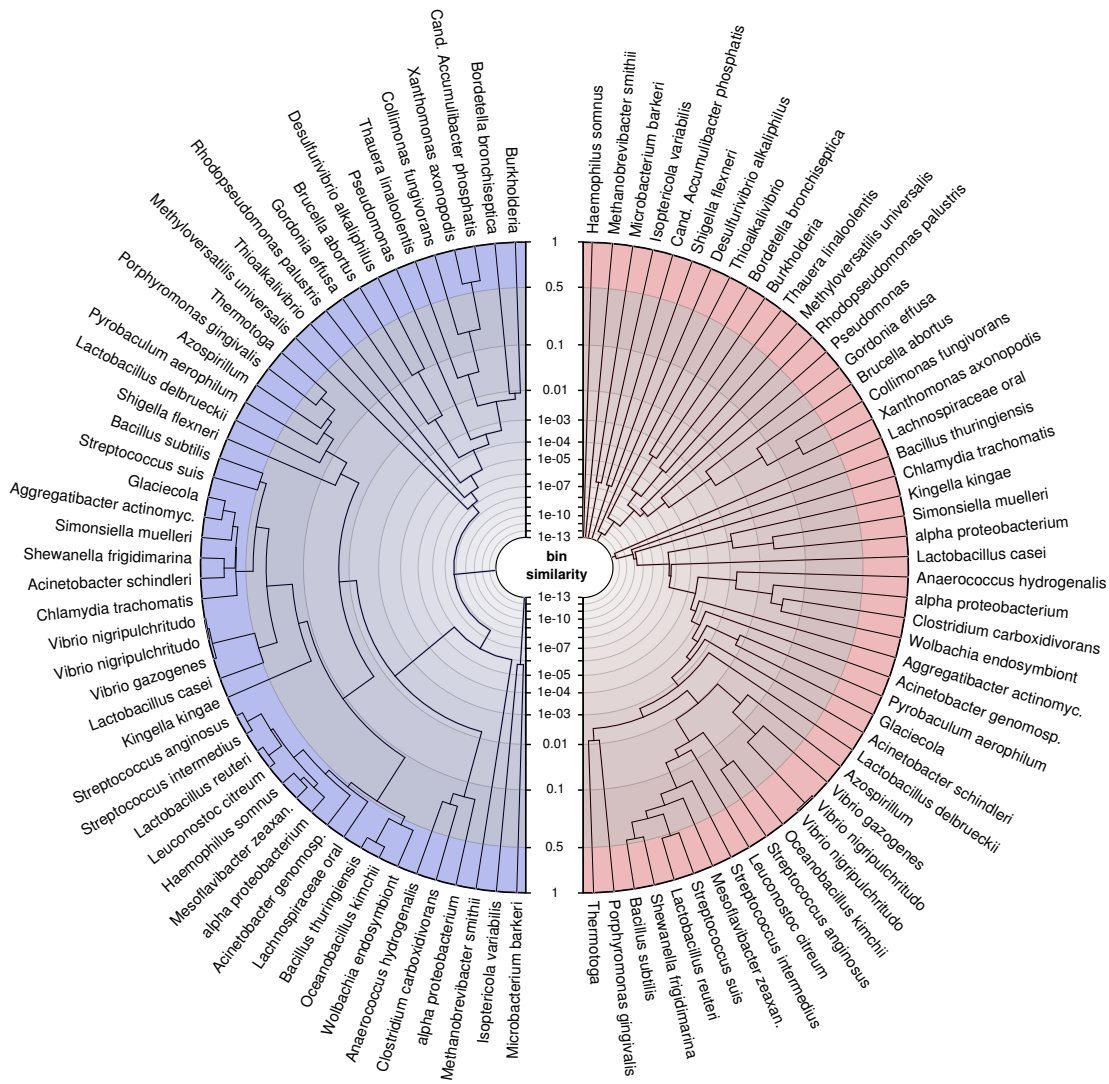 Burkholderia
Bordetella bronchiseptica
Cand. Accumulibacter phosphatis
Xanthomonas axonopodis
Collimonas fungivorans
Thauera linaloolentis
Pseudomonas
Desulfurivibrio alkaliphilus
Brucella abortus
Gordonia effusa
Rhodopseudomonas palustris
Thioalkalivibrio
Methyloversatilis universalis
Thermotoga
Porphyromonas gingivalis
Azospirillum
Pyrobaculum aerophilum
Lactobacillus delbrueckii
Shigella flexneri
Bacillus subtilis
Streptococcus suis
Glaciecola
Aggregatibacter actinomyc.
Simonsiella muelleri
Shewanella frigidimarina
Acinetobacter schindleri
Chlamydia trachomatis
Vibrio nigripulchritudo
Vibrio nigripulchritudo
Vibrio gazogenes
Lactobacillus casei
Kingella kingae
Streptococcus anginosus
Streptococcus intermedius
Lactobacillus reuteri
Leuconostoc citreum
Haemophilus somnus
Mesoflavibacter zeaxan.
alpha proteobacterium
Acinetobacter genomosp.
Lachnospiraceae oral
Bacillus thuringiensis
Oceanobacillus kimchii
Wolbachia endosymbiont
Anaerococcus hydrogenalis
Clostridium carboxidivorans
alpha proteobacterium
Methanobrevibacter smithii
Isoptericola variabilis
Microbacterium barkeri
1
0.5
0.1
0.01
1e-03
1e-04
1e-05
1e-07
1e-10
1e-13
bin
similarity
1e-13
1e-10
1e-07
1e-05
1e-04
1e-03
0.01
0.1
0.5
1
Haemophilus somnus
Methanobrevibacter smithii
Microbacterium barkeri
Isoptericola variabilis
Cand. Accumulibacter phosphatis
Shigella flexneri
Desulfurivibrio alkaliphilus
Thioalkalivibrio
Bordetella bronchiseptica
Burkholderia
Thauera linaloolentis
Methyloversatilis universalis
Rhodopseudomonas palustris
Pseudomonas
Gordonia effusa
Brucella abortus
Collimonas fungivorans
Xanthomonas axonopodis
Lachnospiraceae oral
Bacillus thuringiensis
Chlamydia trachomatis
Kingella kingae
Simonsiella muelleri
alpha proteobacterium
Lactobacillus casei
Anaerococcus hydrogenalis
alpha proteobacterium
Clostridium carboxidivorans
Wolbachia endosymbiont
Aggregatibacter actinomyc.
Acinetobacter genomosp.
Pyrobaculum aerophilum
Glaciecola
Acinetobacter schindleri
Lactobacillus delbrueckii
Azospirillum
Vibrio gazogenes
Vibrio nigripulchritudo
Vibrio nigripulchritudo
Oceanobacillus kimchii
Streptococcus anginosus
Leuconostoc citreum
Streptococcus intermedius
Mesoflavibacter zeaxan.
Streptococcus suis
Lactobacillus reuteri
Shewanella frigidimarina
Bacillus subtilis
Porphyromonas gingivalis
Thermotoga